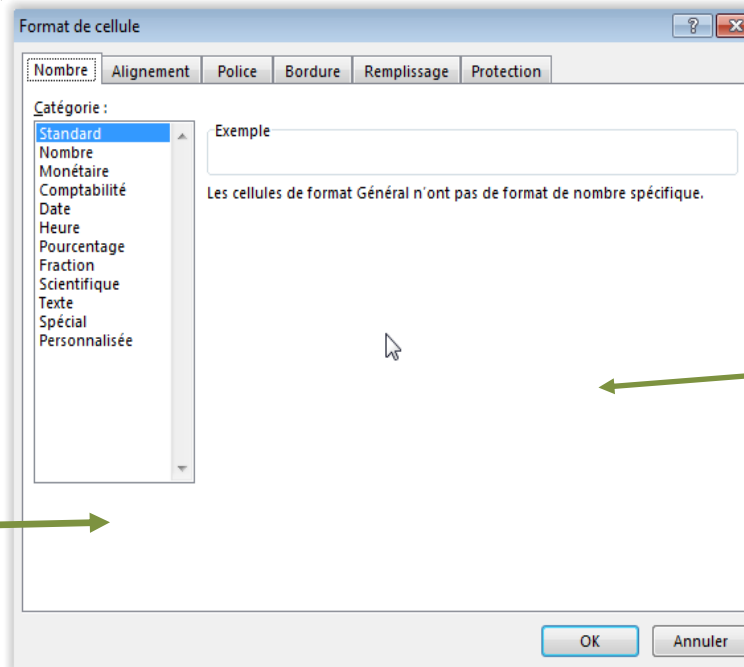 Format de cellule
?
Nombre Alignement Police Bordure Remplissage Protection
Catégorie :
Standard
Nombre
Monétaire
Comptabilité
Date
Heure
Pourcentage
Fraction
Scientifique
Texte
Spécial
Personnalisée
Exemple
Les cellules de format Général n'ont pas de format de nombre spécifique.
OK Annuler